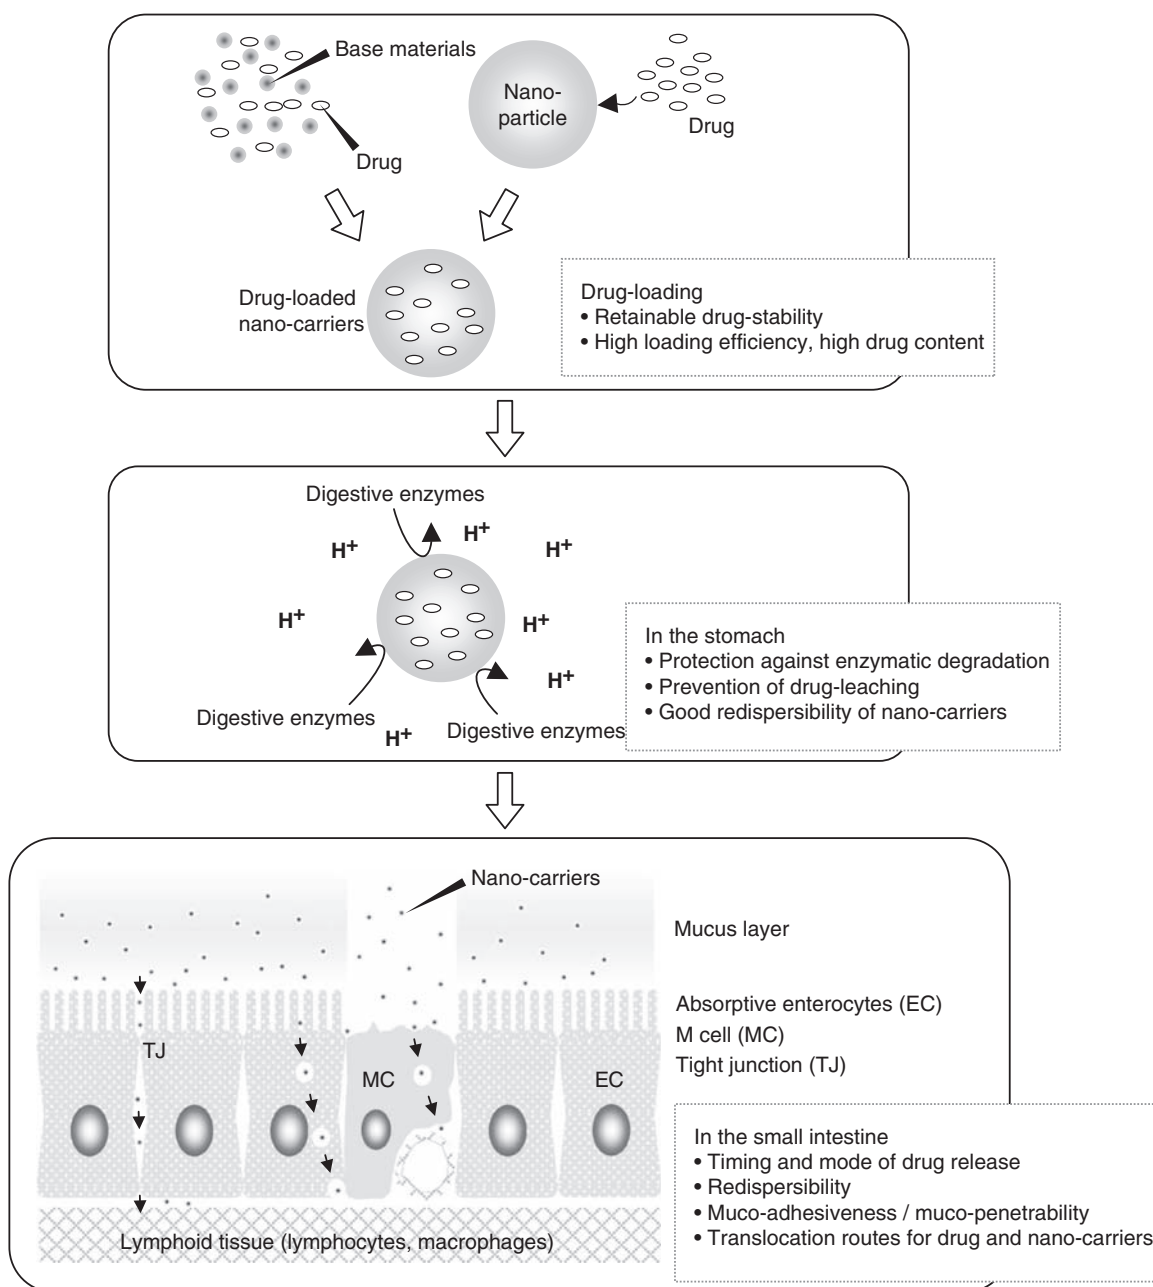 Base materials
Nano-
particle
Drug
Drug
Drug-loaded
nano-carriers
Drug-loading
• Retainable drug-stability
• High loading efficiency, high drug content
Digestive enzymes
H+
H+
H+
H+
H+
H+
Digestive enzymes
H+
Digestive enzymes
In the stomach
• Protection against enzymatic degradation
• Prevention of drug-leaching
• Good redispersibility of nano-carriers
Nano-carriers
Mucus layer
Absorptive enterocytes (EC)
M cell (MC)
Tight junction (TJ)
TJ
MC
EC
In the small intestine
• Timing and mode of drug release
• Redispersibility
• Muco-adhesiveness / muco-penetrability
• Translocation routes for drug and nano-carriers
Lymphoid tissue (lymphocytes, macrophages)